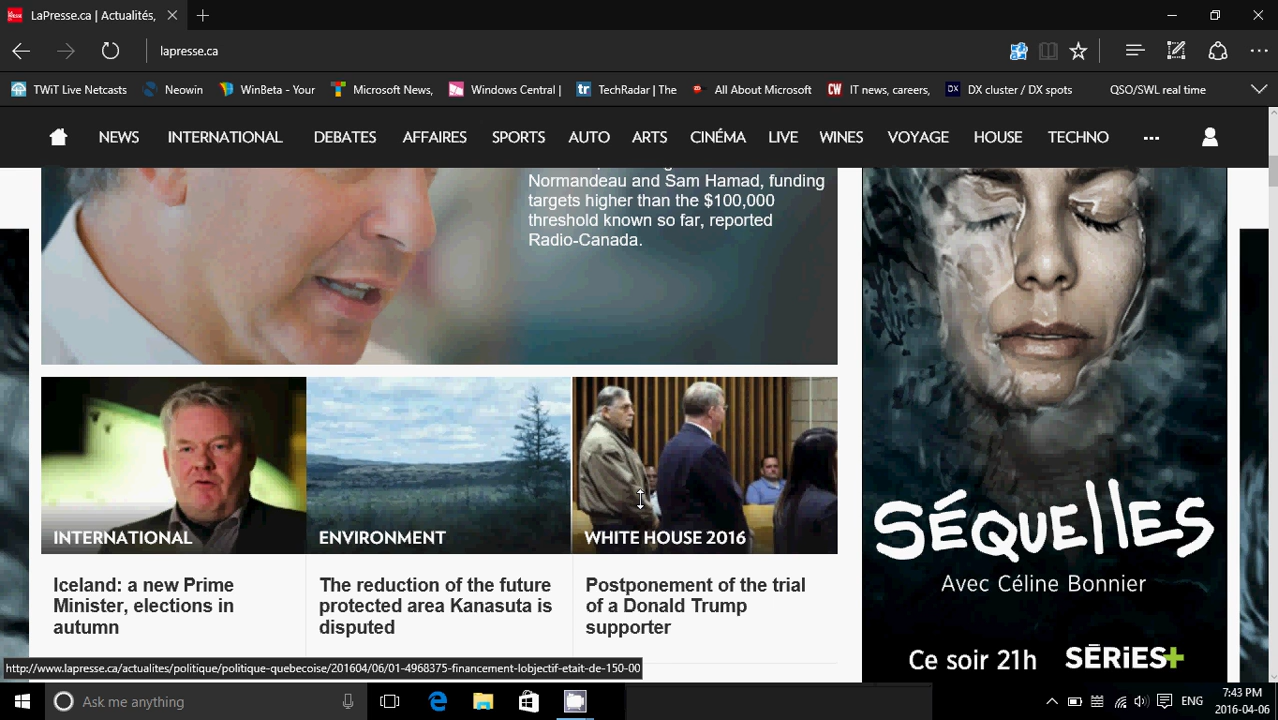 LaPresse.ca | Actualités,
lapresse.ca
TWiT Live Netcasts
Neowin
WinBeta - Your
Microsoft News,
Windows Central |
TechRadar | The
All About Microsoft
CW IT news, careers,
DX DX cluster / DX spots
QSO/SWL real time
NEWS INTERNATIONAL DEBATES AFFAIRES SPORTS AUTO ARTS CINÉMA LIVE WINES VOYAGE HOUSE TECHNO
Normandeau and Sam Hamad, funding
targets higher than the $100,000
threshold known so far, reported
Radio-Canada.
INTERNATIONAL
Iceland: a new Prime
Minister, elections in
autumn
ENVIRONMENT
The reduction of the future
protected area Kanasuta is
disputed
WHITE HOUSE 2016
Postponement of the trial
of a Donald Trump
supporter
SÉQUELLES
Avec Céline Bonnier
Ce soir 21h SÉRiES+
http://www.lapresse.ca/actualites/politique/politique-quebecoise/201604/06/01-4968375-financement-lobjectif-etait-de-150-00
Ask me anything
ENG
7:43 PM
2016-04-06